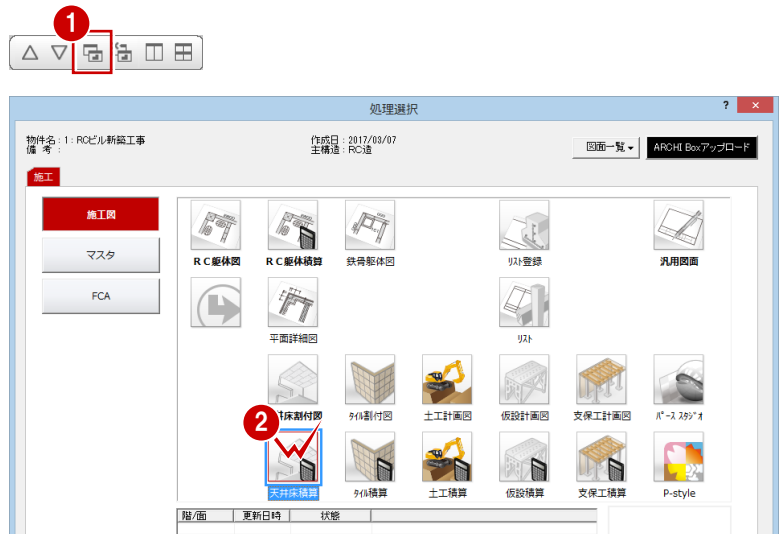 1
処理選択
? ×
物件名：1：RCビル新築工事
作成日：2017/03/07
備 考：
主構造：RC造
図面一覧▼
ARCHI Boxアップロード
施工
施工図
マスタ
FCA
RC躯体図
RC躯体積算
鉄骨躯体図
ﾘｽﾄ登録
汎用図面
平面詳細図
ﾘｽﾄ
井床割付図
ﾀｲﾙ割付図
土工計画図
仮設計画図
支保工計画図
ﾊﾟｰｽ ｽﾀｼﾞｵ
2
天井床積算
ﾀｲﾙ積算
土工積算
仮設積算
支保工積算
P-style
階/面
更新日時
状態